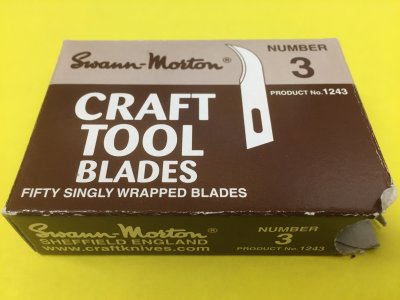 Swann-Morton®
NUMBER
3
PRODUCT No.1243
CRAFT
TOOL
BLADES
FIFTY SINGLY WRAPPED BLADES
Swann-Morton®
SHEFFIELD ENGLAND
www.craftknives.com
NUMBER
3
PRODUCT No.1243